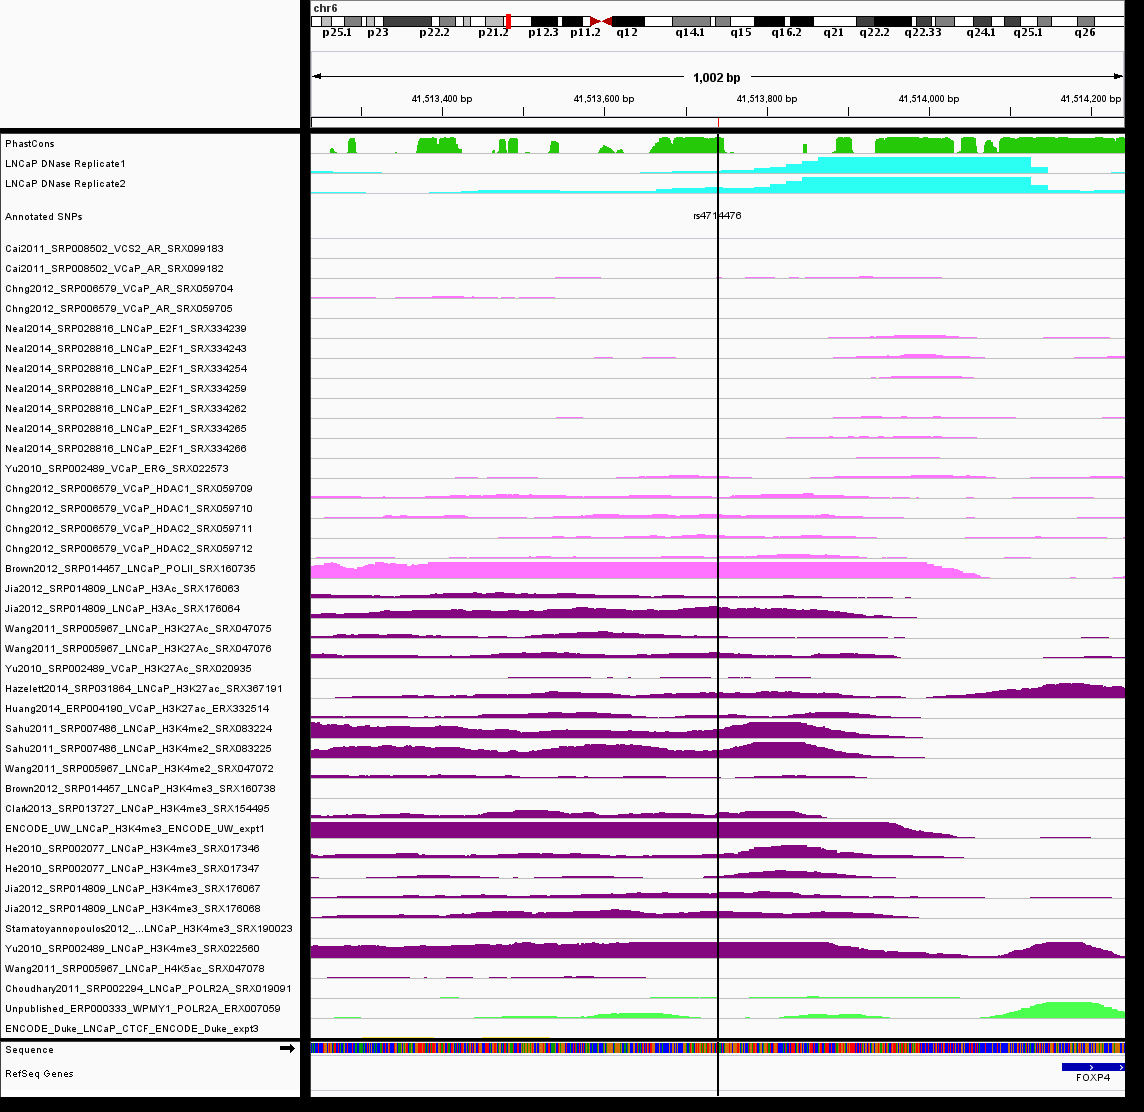 chr6
p25.1 p23 p22.2 p21.2 p12.3 p11.2 q12 q14.1 q15 q16.2 q21 q22.2 q22.33 q24.1 q25.1 q26
1,002 bp
41,513,400 bp 41,513,600 bp 41,513,800 bp 41,514,000 bp 41,514,200 bp
PhastCons
LNCaP DNase Replicate1
LNCaP DNase Replicate2
Annotated SNPs rs4714476
Cai2011_SRP008502_VCS2_AR_SRX099183
Cai2011_SRP008502_VCaP_AR_SRX099182
Chng2012_SRP006579_VCaP_AR_SRX059704
Chng2012_SRP006579_VCaP_AR_SRX059705
Neal2014_SRP028816_LNCaP_E2F1_SRX334239
Neal2014_SRP028816_LNCaP_E2F1_SRX334243
Neal2014_SRP028816_LNCaP_E2F1_SRX334254
Neal2014_SRP028816_LNCaP_E2F1_SRX334259
Neal2014_SRP028816_LNCaP_E2F1_SRX334262
Neal2014_SRP028816_LNCaP_E2F1_SRX334265
Neal2014_SRP028816_LNCaP_E2F1_SRX334266
Yu2010_SRP002489_VCaP_ERG_SRX022573
Chng2012_SRP006579_VCaP_HDAC1_SRX059709
Chng2012_SRP006579_VCaP_HDAC1_SRX059710
Chng2012_SRP006579_VCaP_HDAC2_SRX059711
Chng2012_SRP006579_VCaP_HDAC2_SRX059712
Brown2012_SRP014457_LNCaP_POLII_SRX160735
Jia2012_SRP014809_LNCaP_H3Ac_SRX176063
Jia2012_SRP014809_LNCaP_H3Ac_SRX176064
Wang2011_SRP005967_LNCaP_H3K27Ac_SRX047075
Wang2011_SRP005967_LNCaP_H3K27Ac_SRX047076
Yu2010_SRP002489_VCaP_H3K27Ac_SRX020935
Hazelett2014_SRP031864_LNCaP_H3K27ac_SRX367191
Huang2014_ERP004190_VCaP_H3K27ac_ERX332514
Sahu2011_SRP007486_LNCaP_H3K4me2_SRX083224
Sahu2011_SRP007486_LNCaP_H3K4me2_SRX083225
Wang2011_SRP005967_LNCaP_H3K4me2_SRX047072
Brown2012_SRP014457_LNCaP_H3K4me3_SRX160738
Clark2013_SRP013727_LNCaP_H3K4me3_SRX154495
ENCODE_UW_LNCaP_H3K4me3_ENCODE_UW_expt1
He2010_SRP002077_LNCaP_H3K4me3_SRX017346
He2010_SRP002077_LNCaP_H3K4me3_SRX017347
Jia2012_SRP014809_LNCaP_H3K4me3_SRX176067
Jia2012_SRP014809_LNCaP_H3K4me3_SRX176068
Stamatoyannopoulos2012_...LNCaP_H3K4me3_SRX190023
Yu2010_SRP002489_LNCaP_H3K4me3_SRX022560
Wang2011_SRP005967_LNCaP_H4K5ac_SRX047078
Choudhary2011_SRP002294_LNCaP_POLR2A_SRX019091
Unpublished_ERP000333_WPMY1_POLR2A_ERX007059
ENCODE_Duke_LNCaP_CTCF_ENCODE_Duke_expt3
Sequence
RefSeq Genes
FOXP4